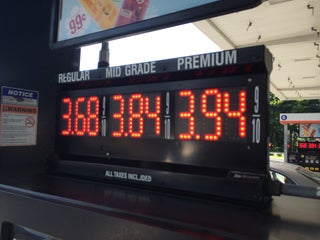 99¢
REGULAR MID GRADE PREMIUM
NOTICE
WARNING
3.68 9/10 3.84 9/10 3.94 9/10
ALL TAXES INCLUDED